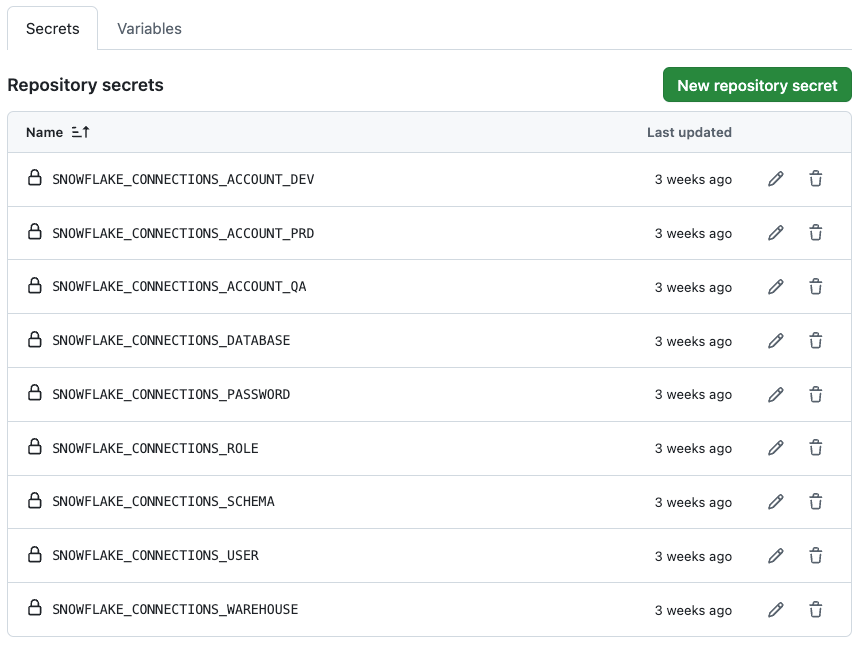 Secrets Variables
Repository secrets New repository secret
Name Last updated
SNOWFLAKE_CONNECTIONS_ACCOUNT_DEV 3 weeks ago
SNOWFLAKE_CONNECTIONS_ACCOUNT_PRD 3 weeks ago
SNOWFLAKE_CONNECTIONS_ACCOUNT_QA 3 weeks ago
SNOWFLAKE_CONNECTIONS_DATABASE 3 weeks ago
SNOWFLAKE_CONNECTIONS_PASSWORD 3 weeks ago
SNOWFLAKE_CONNECTIONS_ROLE 3 weeks ago
SNOWFLAKE_CONNECTIONS_SCHEMA 3 weeks ago
SNOWFLAKE_CONNECTIONS_USER 3 weeks ago
SNOWFLAKE_CONNECTIONS_WAREHOUSE 3 weeks ago